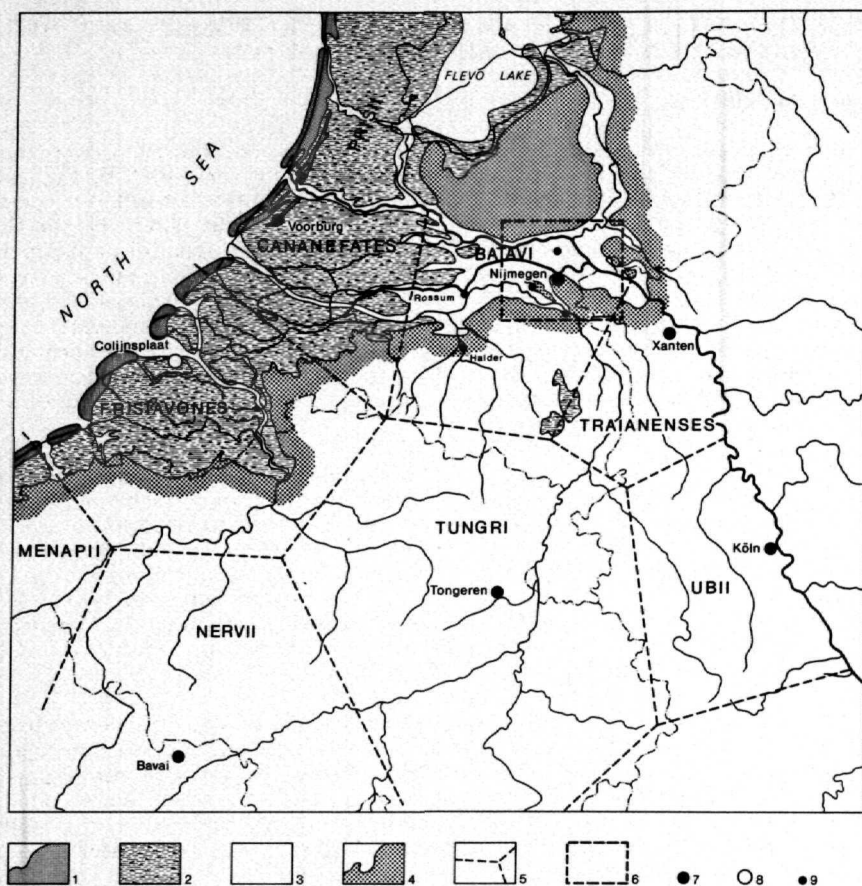 FLEVO LAKE
FRISII
NORTH SEA
Voorburg
CANANEFATES
BATAVI
Nijmegen
Rossum
Xanten
Colijnsplaat
Halder
FRISIAVONES
TRAIANENSES
TUNGRI
MENAPII
Köln
UBII
Tongeren
NERVII
Bavai
1 2 3 4 5 6 7 8 9